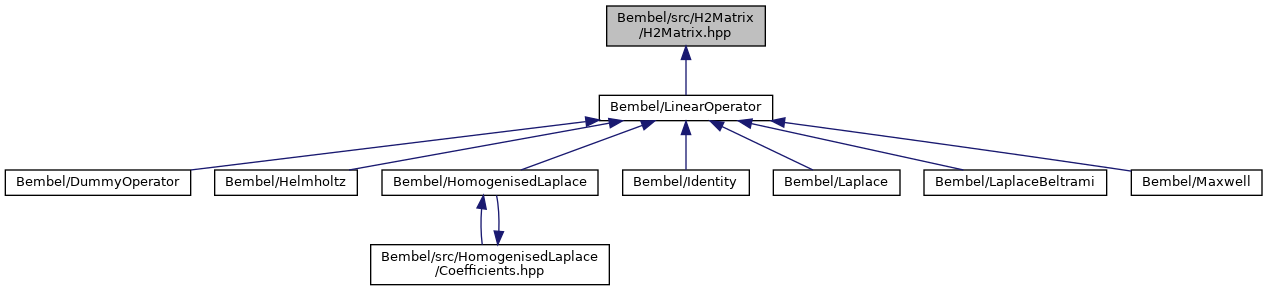 Bembel/src/H2Matrix
/H2Matrix.hpp
Bembel/LinearOperator
Bembel/DummyOperator
Bembel/Helmholtz
Bembel/HomogenisedLaplace
Bembel/Identity
Bembel/Laplace
Bembel/LaplaceBeltrami
Bembel/Maxwell
Bembel/src/HomogenisedLaplace
/Coefficients.hpp